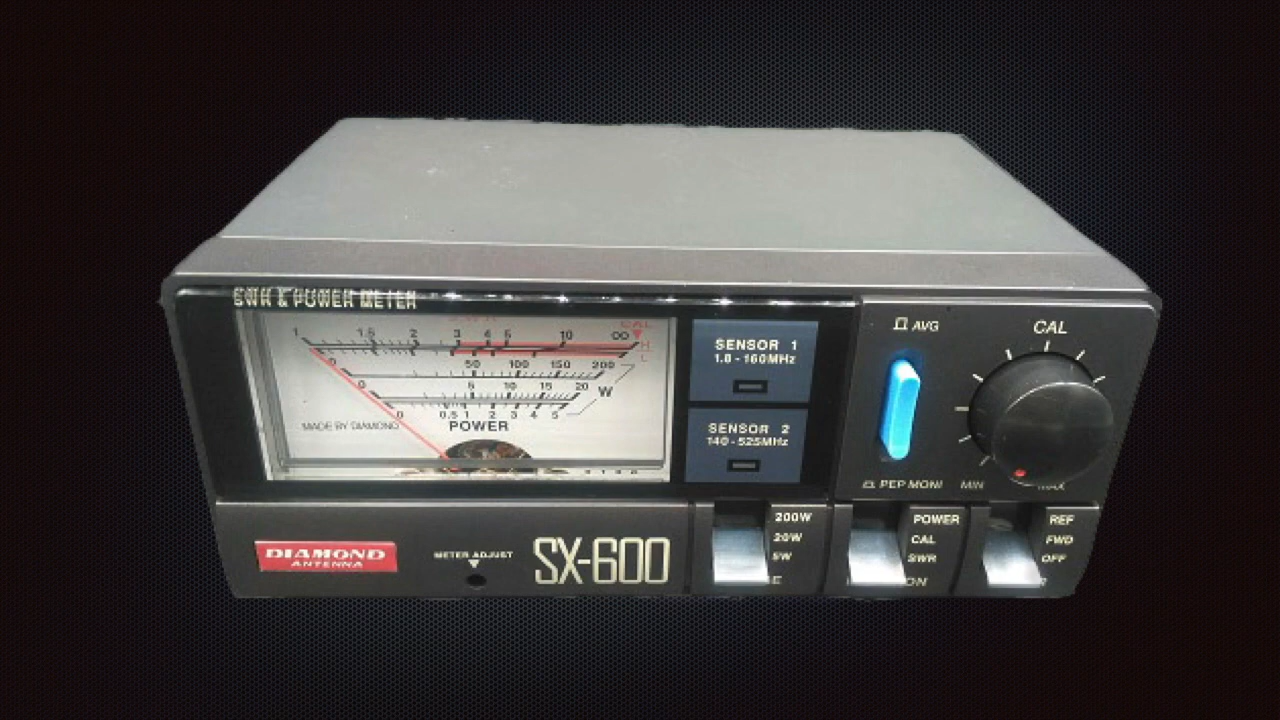 SWR & POWER METER
SWR
CAL
1 1.5 2 3 4 5 10 OO
H
L
0 50 100 150 200
0 5 10 15 20
W
0 0.5 1 2 3 4 5
MADE BY DIAMOND
POWER
SENSOR 1
1.8 - 160MHz
SENSOR 2
140 - 525MHz
AVG
CAL
PEP MONI
MIN
MAX
DIAMOND
ANTENNA
METER ADJUST
SX-600
200W
20W
5W
POWER
CAL
SWR
REF
FWD
OFF